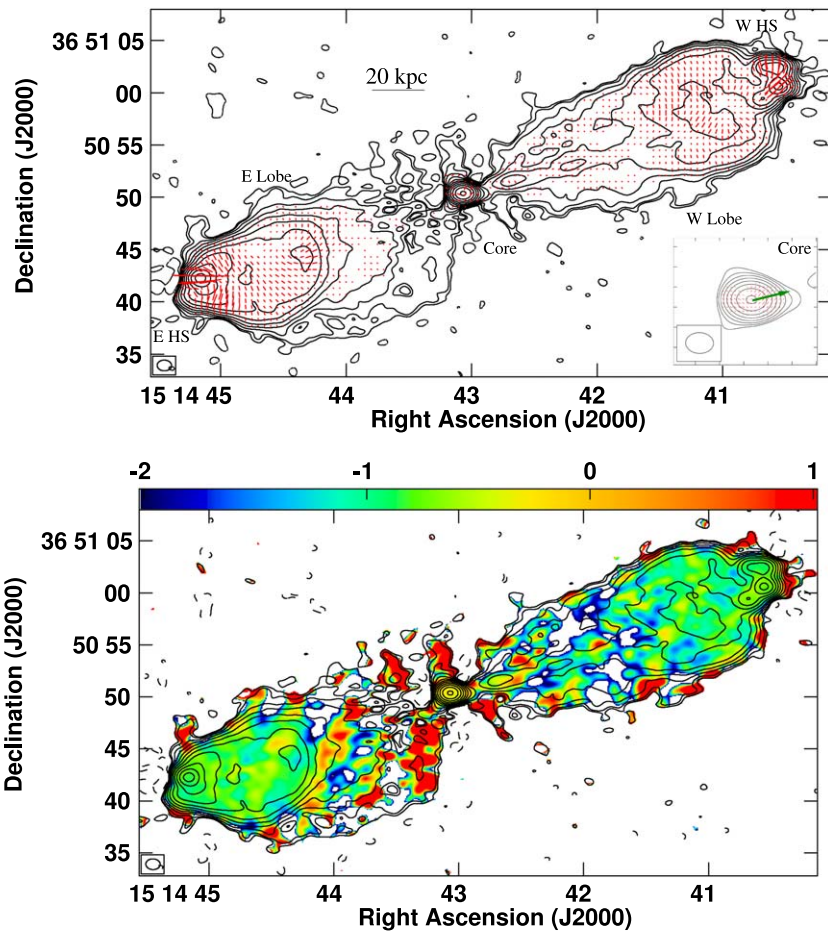 36 51 05
W HS
20 kpc
00
50 55
E Lobe
50
W Lobe
Core
Core
45
40
E HS
35
15 14 45 44 43 42 41
Declination (J2000)
Right Ascension (J2000)
-2 -1 0 1
36 51 05
00
50 55
50
45
40
35
15 14 45 44 43 42 41
Declination (J2000)
Right Ascension (J2000)